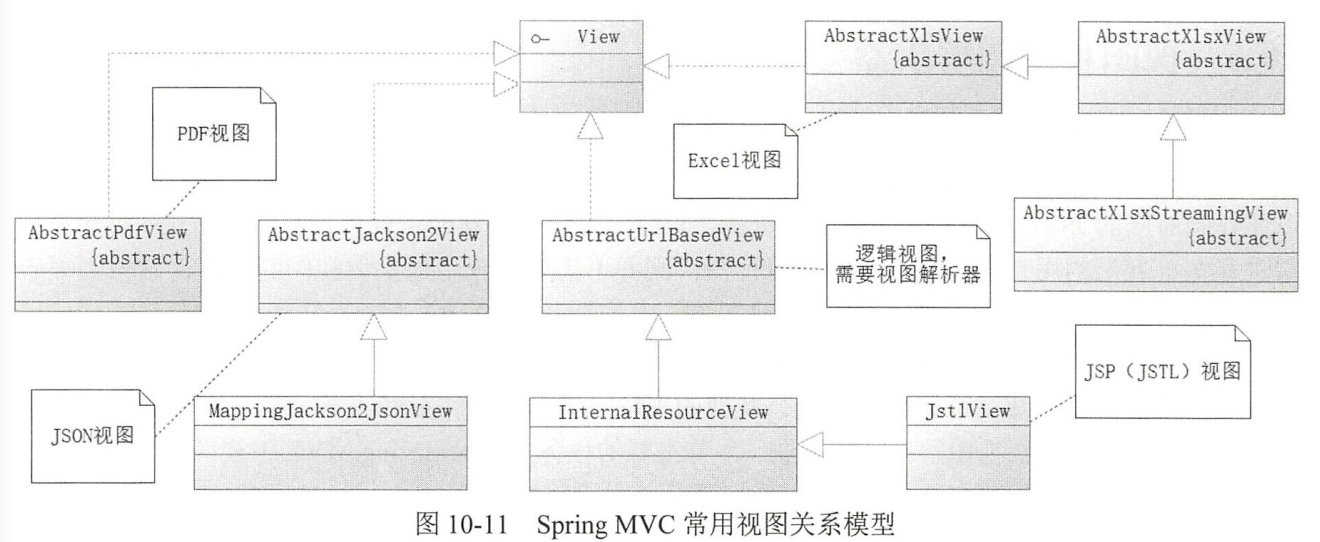 View
AbstractXlsView
{abstract}
AbstractXlsxView
{abstract}
PDF视图
Excel视图
AbstractPdfView
{abstract}
AbstractJackson2View
{abstract}
AbstractUrlBasedView
{abstract}
逻辑视图，
需要视图解析器
AbstractXlsxStreamingView
{abstract}
JSON视图
MappingJackson2JsonView
InternalResourceView
JstlView
JSP（JSTL）视图
图 10-11 Spring MVC 常用视图关系模型